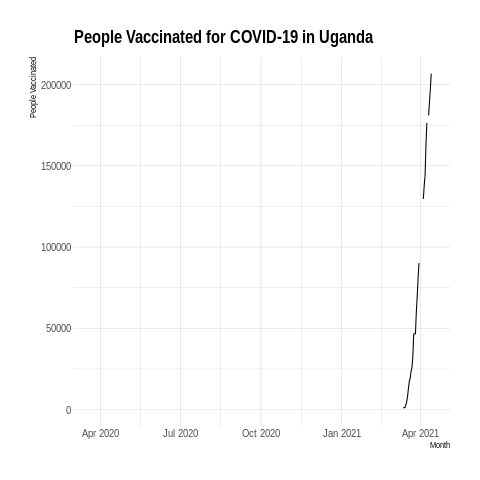 People Vaccinated for COVID-19 in Uganda
People Vaccinated
200000
150000
100000
50000
0
Apr 2020 Jul 2020 Oct 2020 Jan 2021 Apr 2021
Month